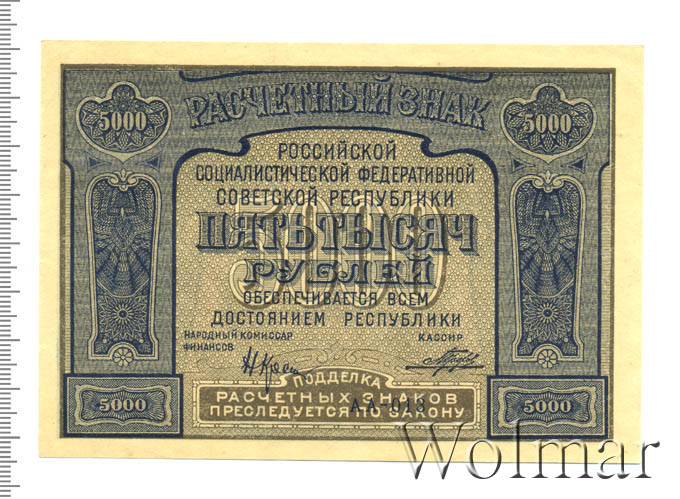 РАСЧЕТНЫЙ ЗНАК
5000 5000
РОССИЙСКОЙ
СОЦИАЛИСТИЧЕСКОЙ ФЕДЕРАТИВНОЙ
СОВЕТСКОЙ РЕСПУБЛИКИ
5000
ПЯТЬ ТЫСЯЧ
РУБЛЕЙ
ОБЕСПЕЧИВАЕТСЯ ВСЕМ
ДОСТОЯНИЕМ РЕСПУБЛИКИ
НАРОДНЫЙ КОМИССАР
ФИНАНСОВ
КАССИР
ПОДДЕЛКА
РАСЧЕТНЫХ ЗНАКОВ
ПРЕСЛЕДУЕТСЯ ПО ЗАКОНУ
5000 5000
Wolmar